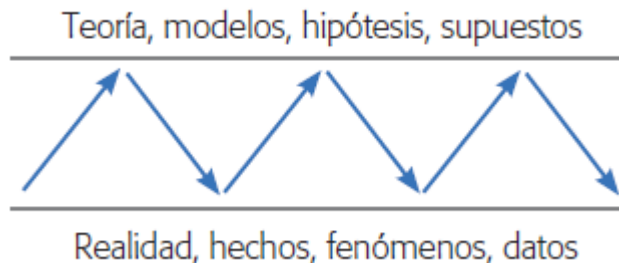 Teoría, modelos, hipótesis, supuestos
Realidad, hechos, fenómenos, datos